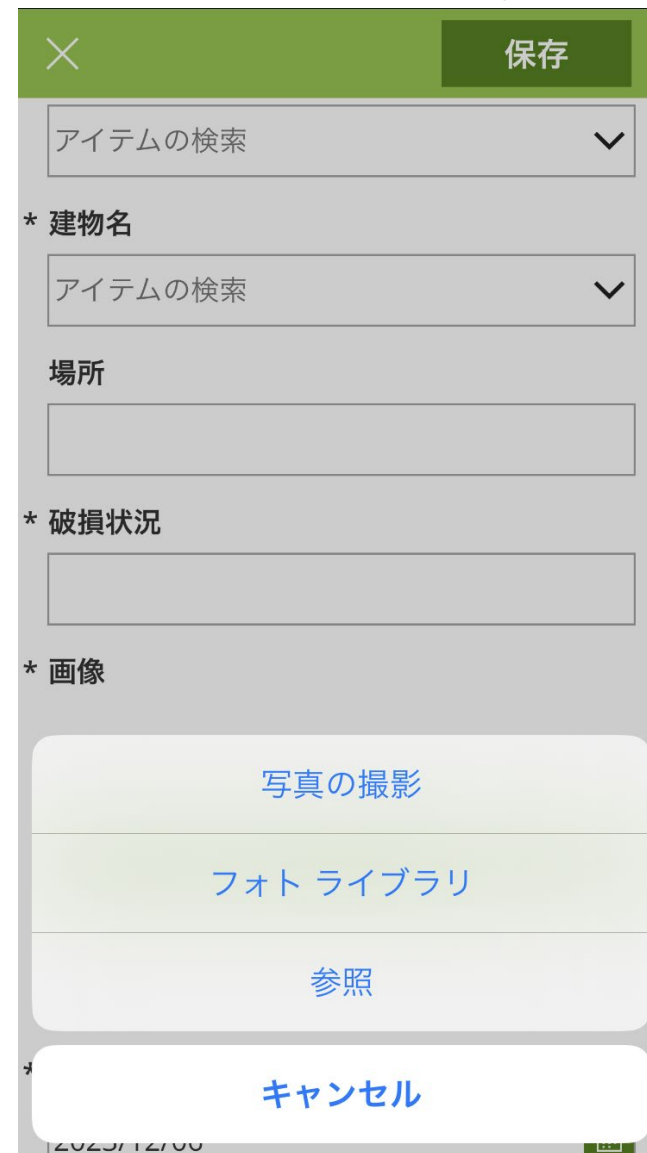 保存
アイテムの検索
* 建物名
アイテムの検索
場所
* 破損状況
* 画像
写真の撮影
フォト ライブラリ
参照
*
キャンセル